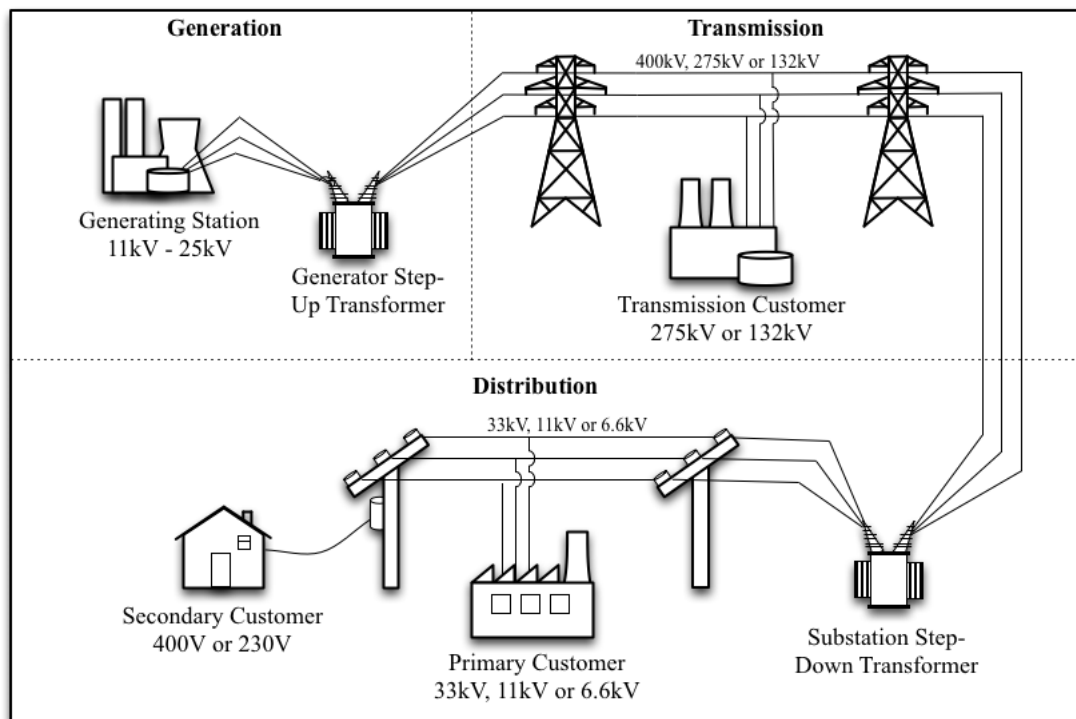 Generation
Generating Station
11kV - 25kV
Generator Step-
Up Transformer
Transmission
400kV, 275kV or 132kV
Transmission Customer
275kV or 132kV
Distribution
33kV, 11kV or 6.6kV
Secondary Customer
400V or 230V
Primary Customer
33kV, 11kV or 6.6kV
Substation Step-
Down Transformer